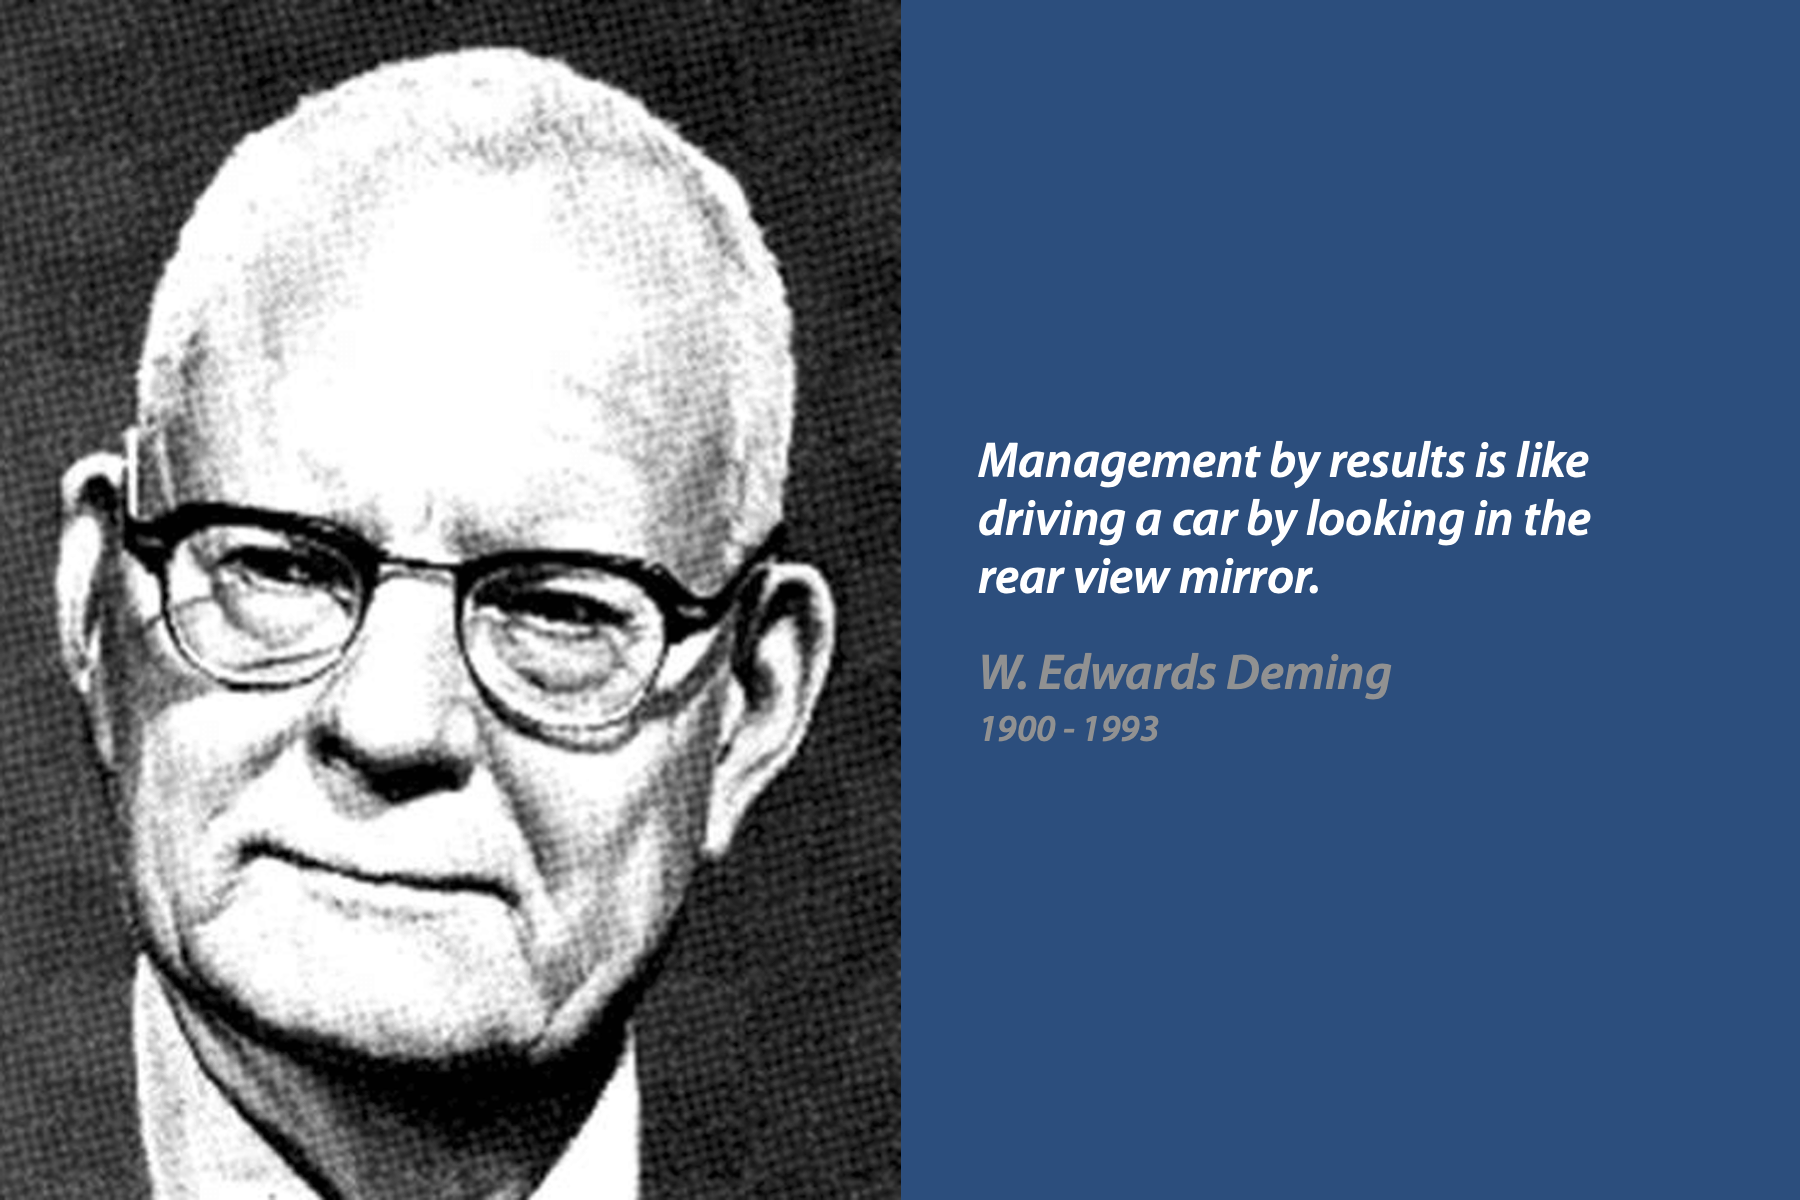 Management by results is like
driving a car by looking in the
rear view mirror.
W. Edwards Deming
1900 - 1993